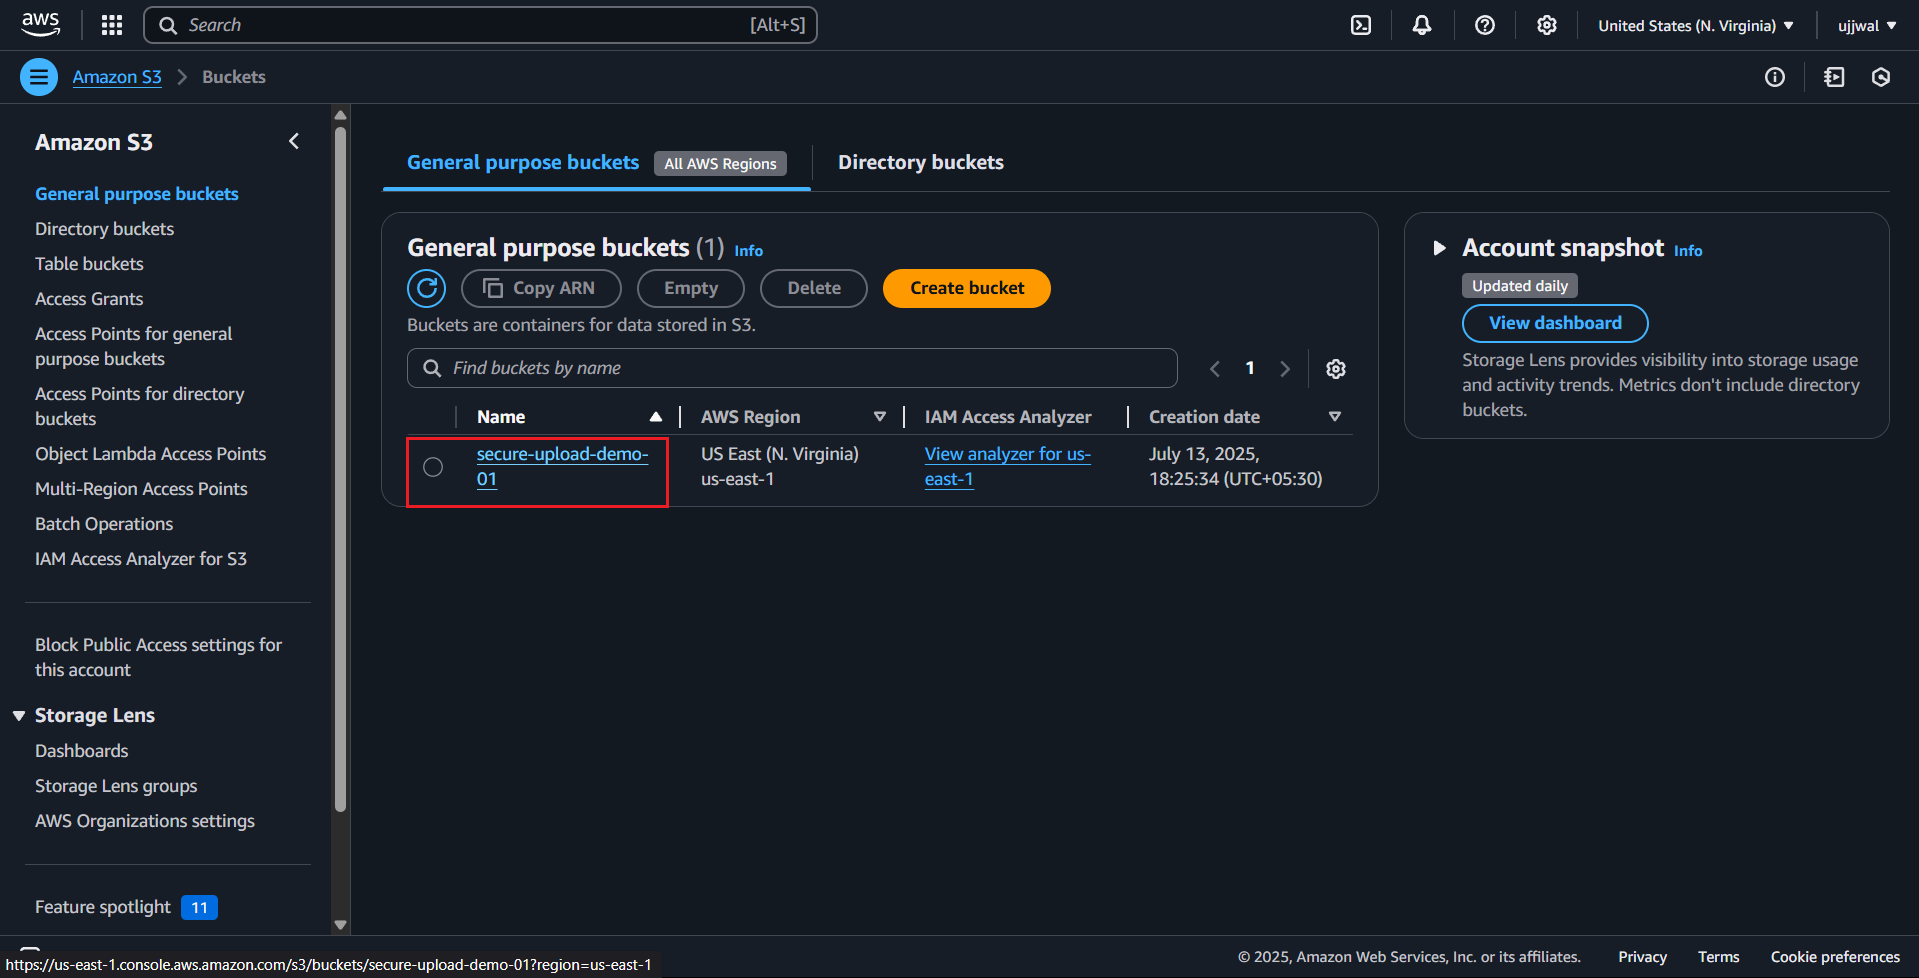 aws
Search
[Alt+S]
United States (N. Virginia)
ujjwal
Amazon S3
Buckets
Amazon S3
General purpose buckets
Directory buckets
Table buckets
Access Grants
Access Points for general
purpose buckets
Access Points for directory
buckets
Object Lambda Access Points
Multi-Region Access Points
Batch Operations
IAM Access Analyzer for S3
Block Public Access settings for
this account
Storage Lens
Dashboards
Storage Lens groups
AWS Organizations settings
Feature spotlight 11
General purpose buckets All AWS Regions
Directory buckets
General purpose buckets (1) Info
Copy ARN
Empty
Delete
Create bucket
Buckets are containers for data stored in S3.
Find buckets by name
1
Name
AWS Region
IAM Access Analyzer
Creation date
secure-upload-demo-
01
US East (N. Virginia)
us-east-1
View analyzer for us-
east-1
July 13, 2025,
18:25:34 (UTC+05:30)
Account snapshot Info
Updated daily
View dashboard
Storage Lens provides visibility into storage usage
and activity trends. Metrics don't include directory
buckets.
https://us-east-1.console.aws.amazon.com/s3/buckets/secure-upload-demo-01?region=us-east-1
© 2025, Amazon Web Services, Inc. or its affiliates.
Privacy
Terms
Cookie preferences